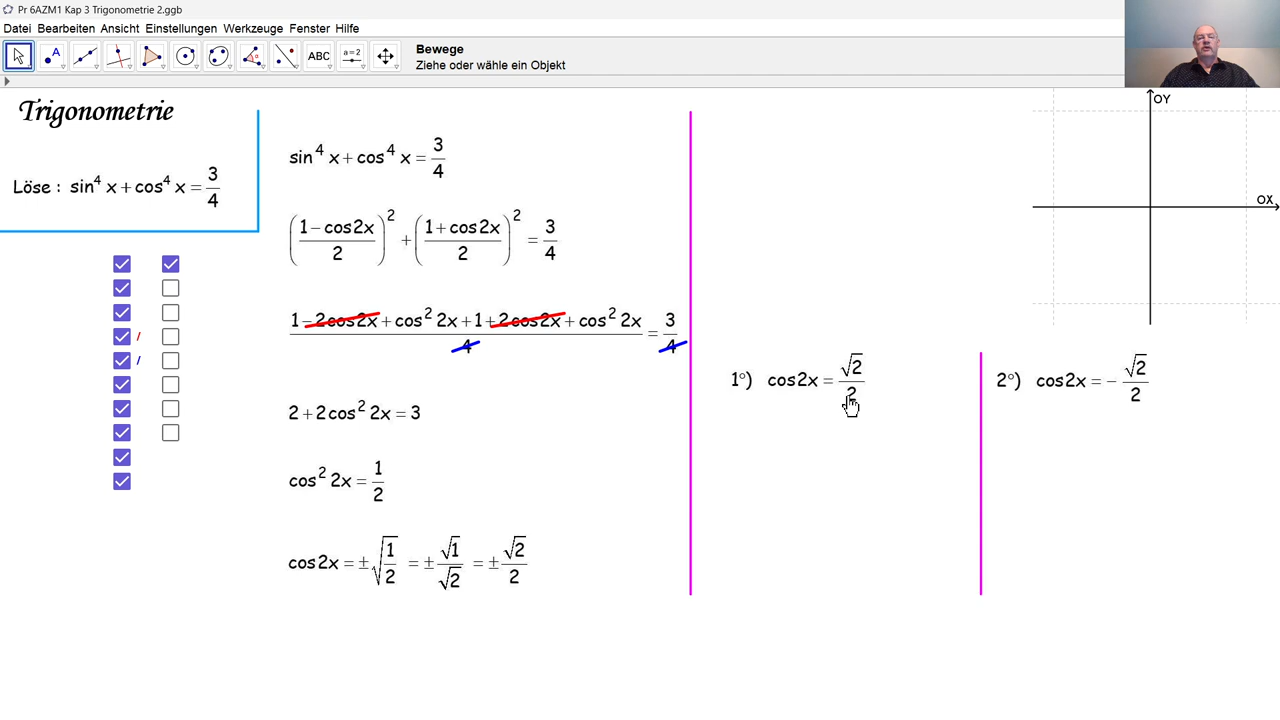 Pr 6AZM1 Kap 3 Trigonometrie 2.ggb
Datei Bearbeiten Ansicht Einstellungen Werkzeuge Fenster Hilfe
A
ABC
a=2
Bewege
Ziehe oder wähle ein Objekt
Trigonometrie
Löse : sin⁴ x + cos⁴ x = 3/4
sin⁴ x + cos⁴ x = 3/4
((1 − cos2x)/2)² + ((1 + cos2x)/2)² = 3/4
(1 − 2cos2x + cos² 2x + 1 + 2cos2x + cos² 2x)/4 = 3/4
2 + 2cos² 2x = 3
cos² 2x = 1/2
cos2x = ±√(1/2) = ± √1/√2 = ± √2/2
OY
OX
1°) cos2x = √2/2
2°) cos2x = − √2/2